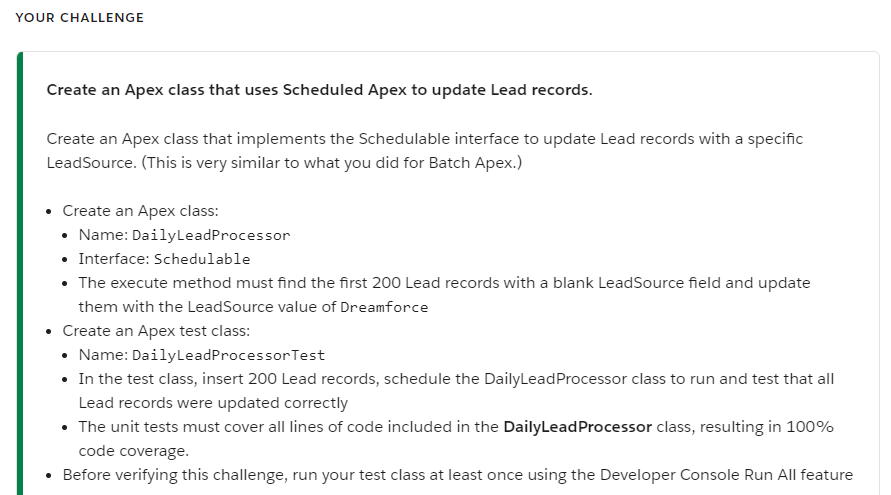 YOUR CHALLENGE
Create an Apex class that uses Scheduled Apex to update Lead records.
Create an Apex class that implements the Schedulable interface to update Lead records with a specific
LeadSource. (This is very similar to what you did for Batch Apex.)
• Create an Apex class:
• Name: DailyLeadProcessor
• Interface: Schedulable
• The execute method must find the first 200 Lead records with a blank LeadSource field and update
them with the LeadSource value of Dreamforce
• Create an Apex test class:
• Name: DailyLeadProcessorTest
• In the test class, insert 200 Lead records, schedule the DailyLeadProcessor class to run and test that all
Lead records were updated correctly
• The unit tests must cover all lines of code included in the DailyLeadProcessor class, resulting in 100%
code coverage.
• Before verifying this challenge, run your test class at least once using the Developer Console Run All feature